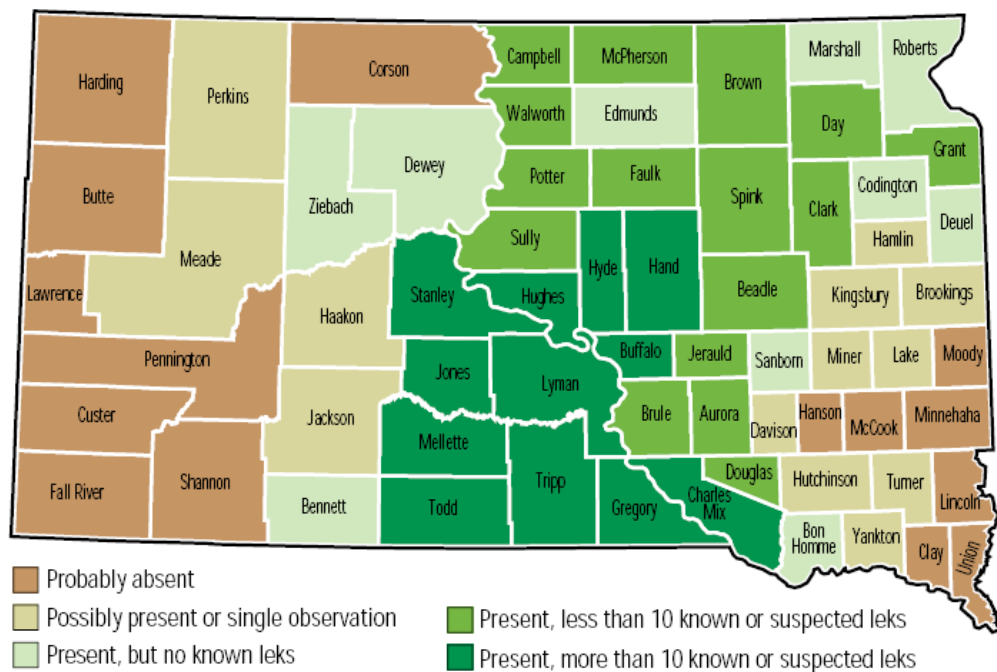 Harding
Perkins
Corson
Campbell
McPherson
Brown
Marshall
Roberts
Walworth
Edmunds
Day
Grant
Butte
Meade
Ziebach
Dewey
Potter
Faulk
Spink
Clark
Codington
Deuel
Hamlin
Lawrence
Sully
Hyde
Hand
Stanley
Hughes
Haakon
Beadle
Kingsbury
Brookings
Pennington
Jones
Lyman
Buffalo
Jerauld
Sanborn
Miner
Lake
Moody
Custer
Jackson
Mellette
Brule
Aurora
Davison
Hanson
McCook
Minnehaha
Fall River
Shannon
Bennett
Todd
Tripp
Gregory
Charles
Mix
Douglas
Hutchinson
Turner
Lincoln
Bon
Homme
Yankton
Clay
Union
Probably absent
Possibly present or single observation
Present, but no known leks
Present, less than 10 known or suspected leks
Present, more than 10 known or suspected leks